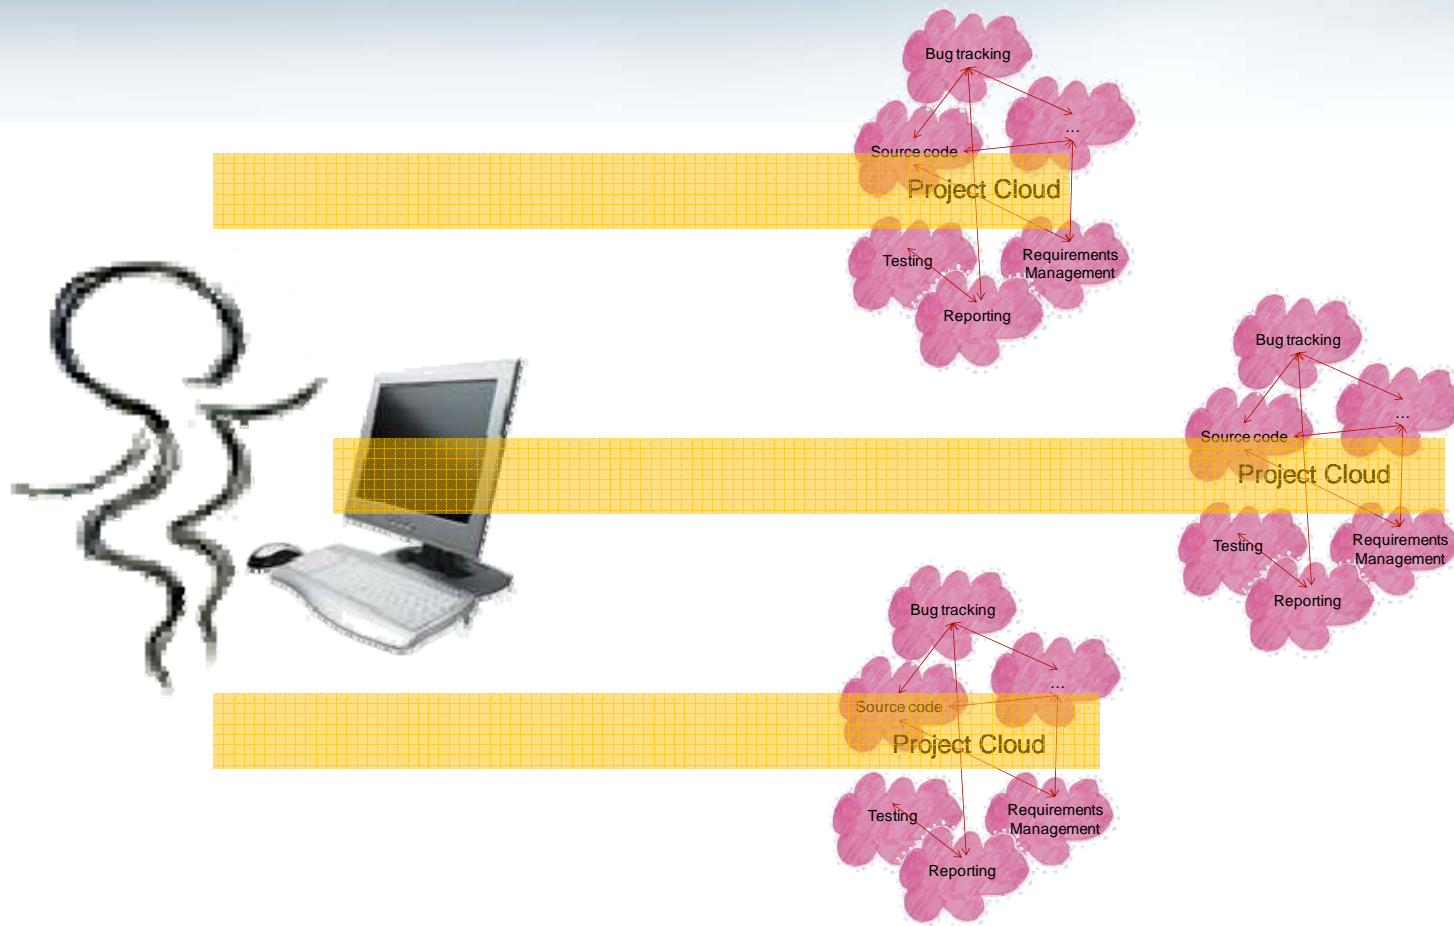 Bug tracking
...
Source code
Project Cloud
Testing
Requirements
Management
Reporting
Bug tracking
...
Source code
Project Cloud
Testing
Requirements
Management
Reporting
Bug tracking
...
Source code
Project Cloud
Testing
Requirements
Management
Reporting